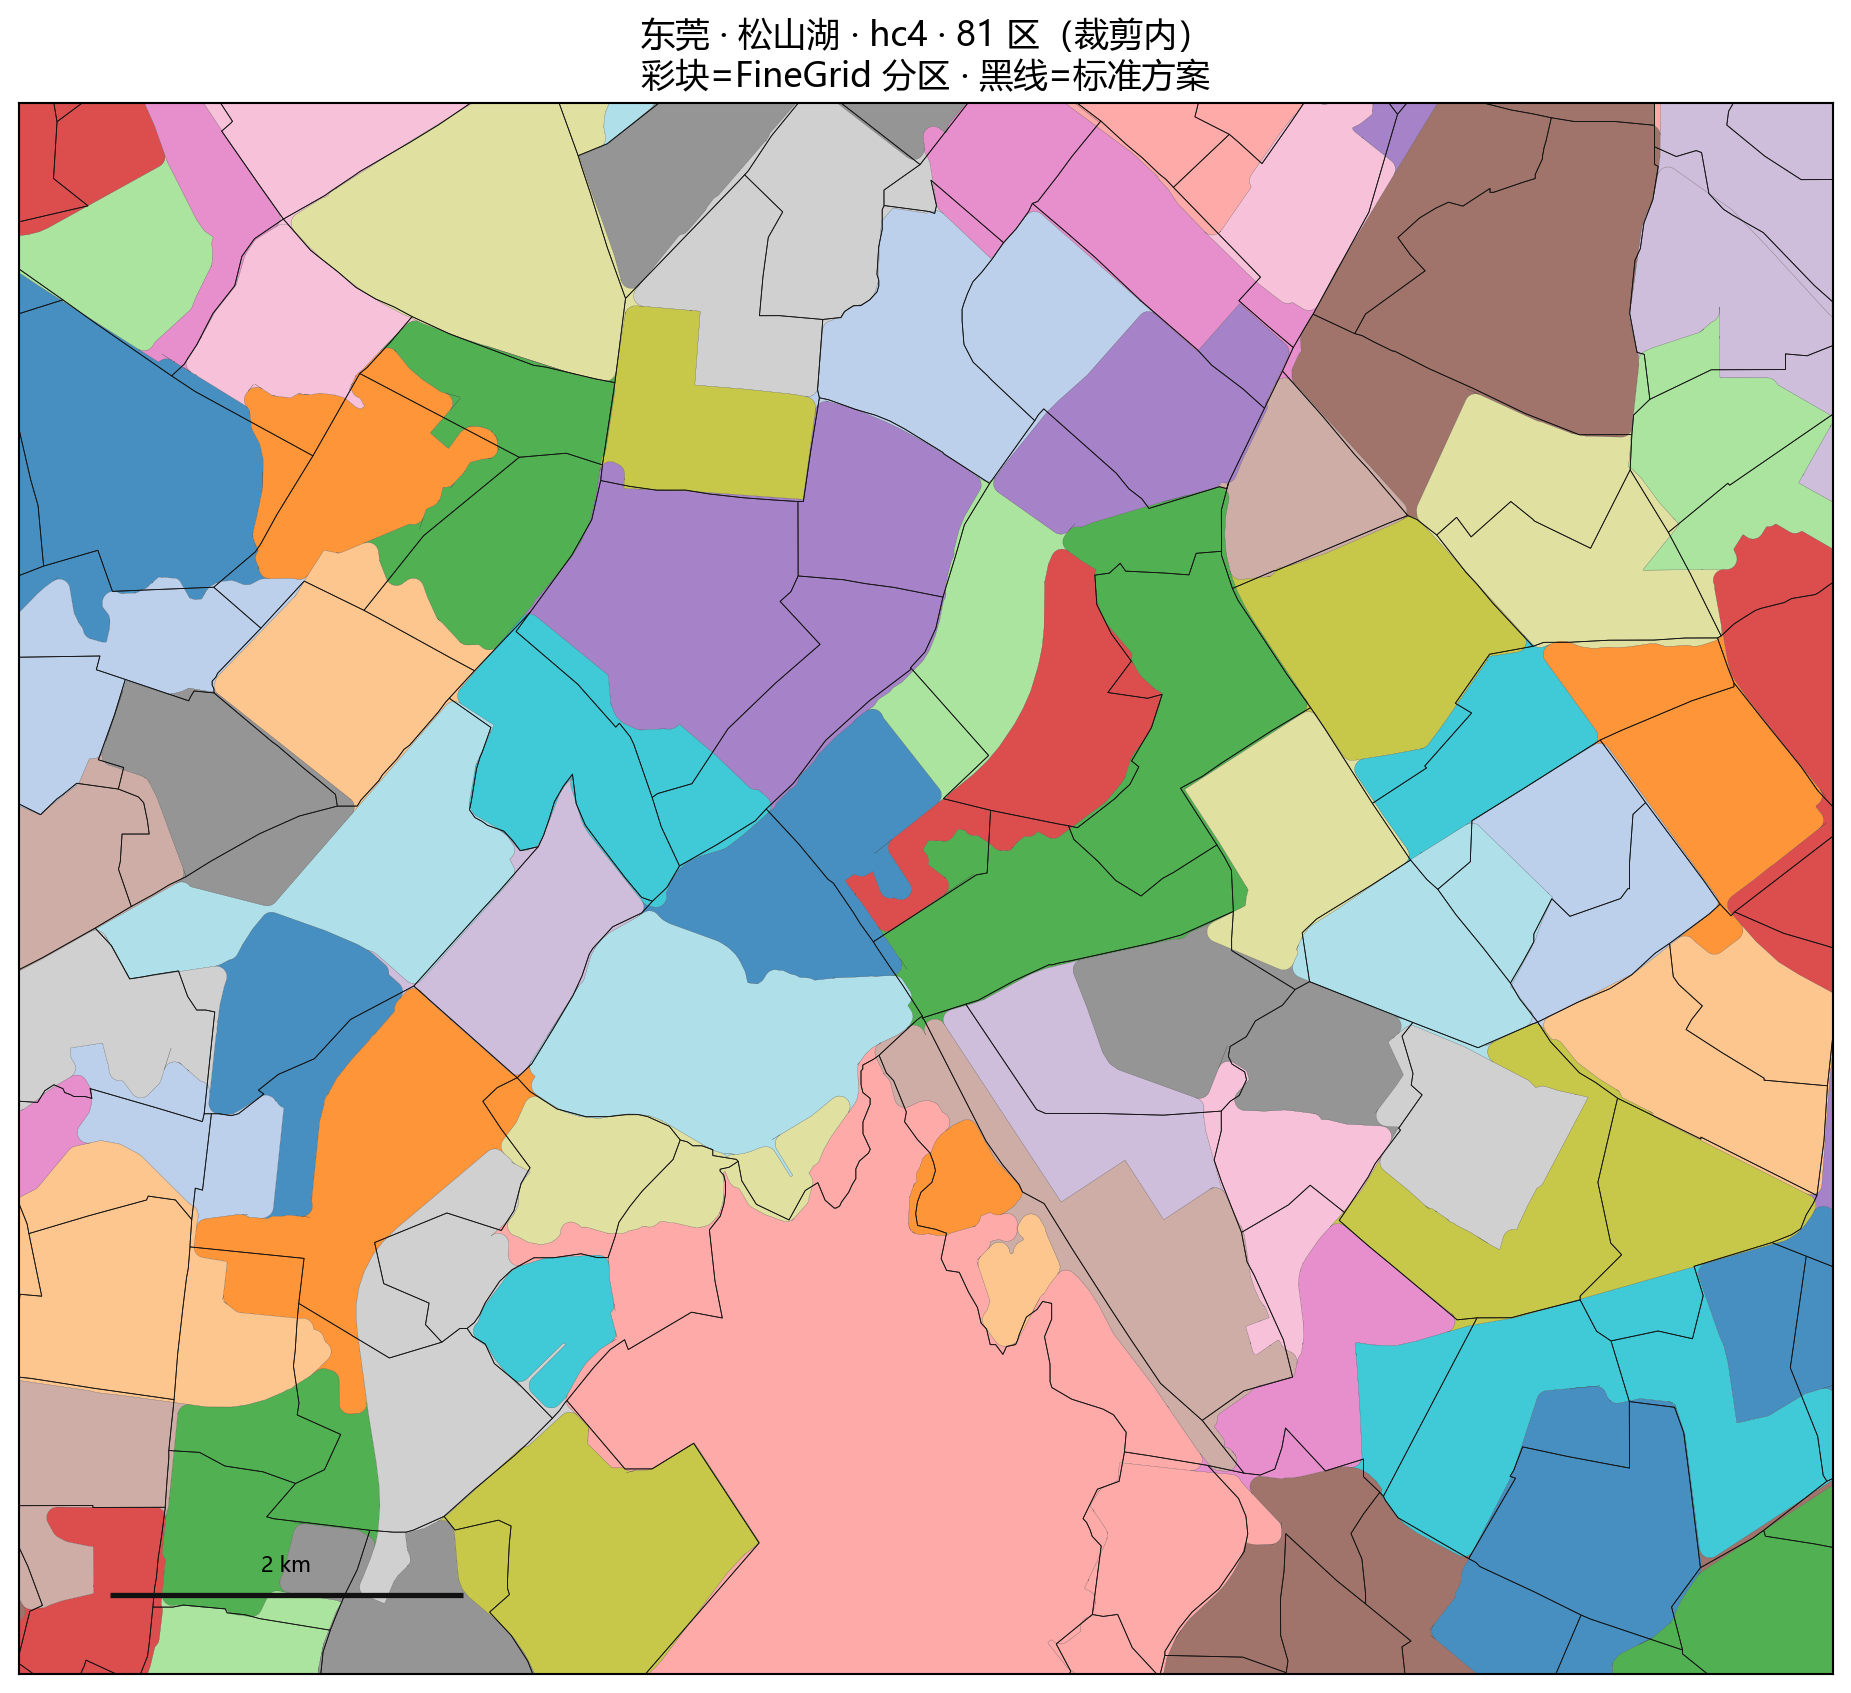 东莞 · 松山湖 · hc4 · 81 区（裁剪内）
彩块=FineGrid 分区 · 黑线=标准方案
2 km